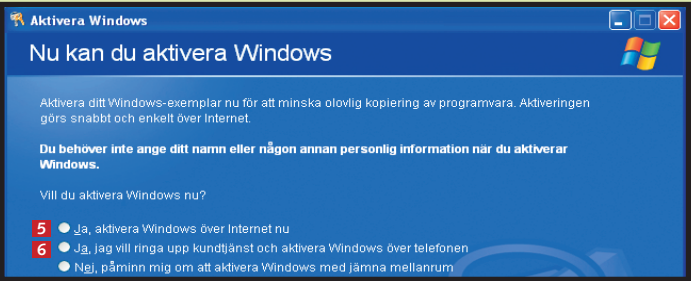 Aktivera Windows
Nu kan du aktivera Windows
Aktivera ditt Windows-exemplar nu för att minska olovlig kopiering av programvara. Aktiveringen
görs snabbt och enkelt över Internet.
Du behöver inte ange ditt namn eller någon annan personlig information när du aktiverar
Windows.
Vill du aktivera Windows nu?
5 Ja, aktivera Windows över Internet nu
6 Ja, jag vill ringa upp kundtjänst och aktivera Windows över telefonen
Nej, påminn mig om att aktivera Windows med jämna mellanrum